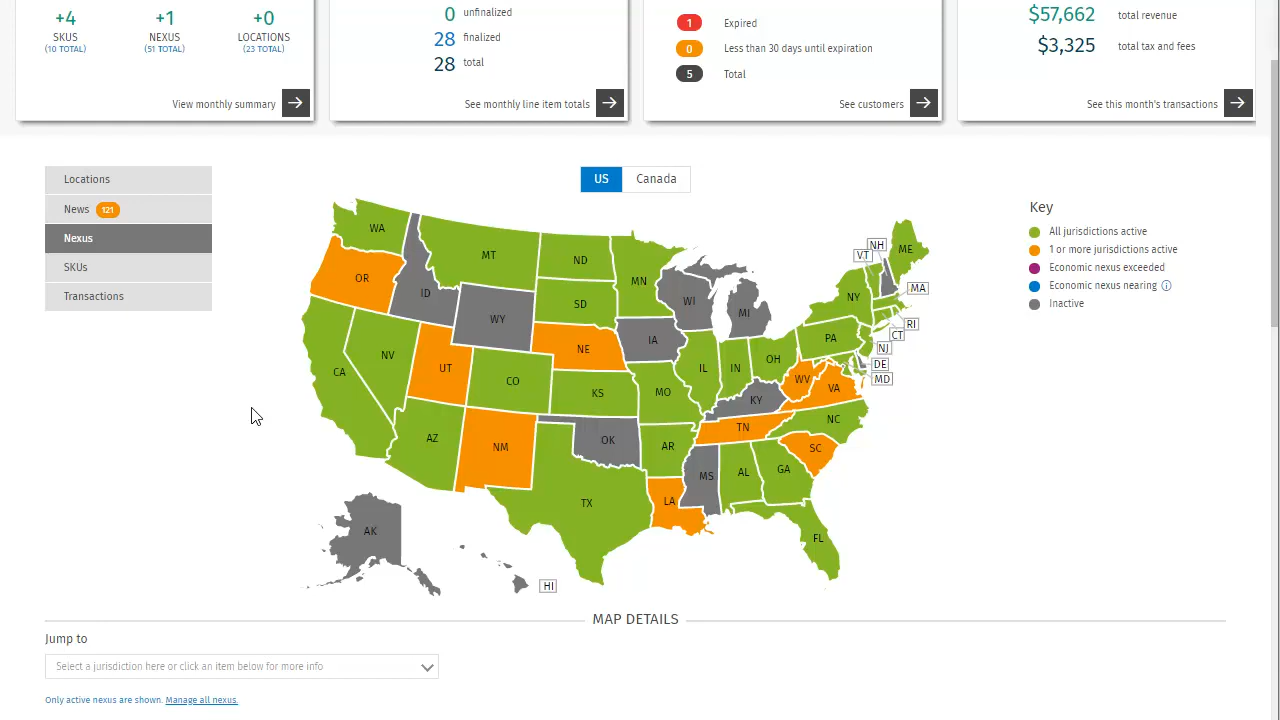 +4
SKUS
(10 TOTAL)
+1
NEXUS
(51 TOTAL)
+0
LOCATIONS
(23 TOTAL)
View monthly summary
0 unfinalized
28 finalized
28 total
See monthly line item totals
1 Expired
0 Less than 30 days until expiration
5 Total
See customers
$57,662 total revenue
$3,325 total tax and fees
See this month's transactions
Locations
News 121
Nexus
SKUs
Transactions
US Canada
WA
MT
ND
MN
OR
ID
SD
WY
WI
MI
NY
VT
NH
ME
MA
RI
CT
NJ
DE
MD
PA
IA
NE
NV
UT
CA
CO
KS
MO
IL
IN
OH
WV
VA
KY
NC
TN
SC
AZ
NM
OK
AR
MS
AL
GA
LA
TX
FL
AK
HI
Key
All jurisdictions active
1 or more jurisdictions active
Economic nexus exceeded
Economic nexus nearing
Inactive
MAP DETAILS
Jump to
Select a jurisdiction here or click an item below for more info
Only active nexus are shown. Manage all nexus.